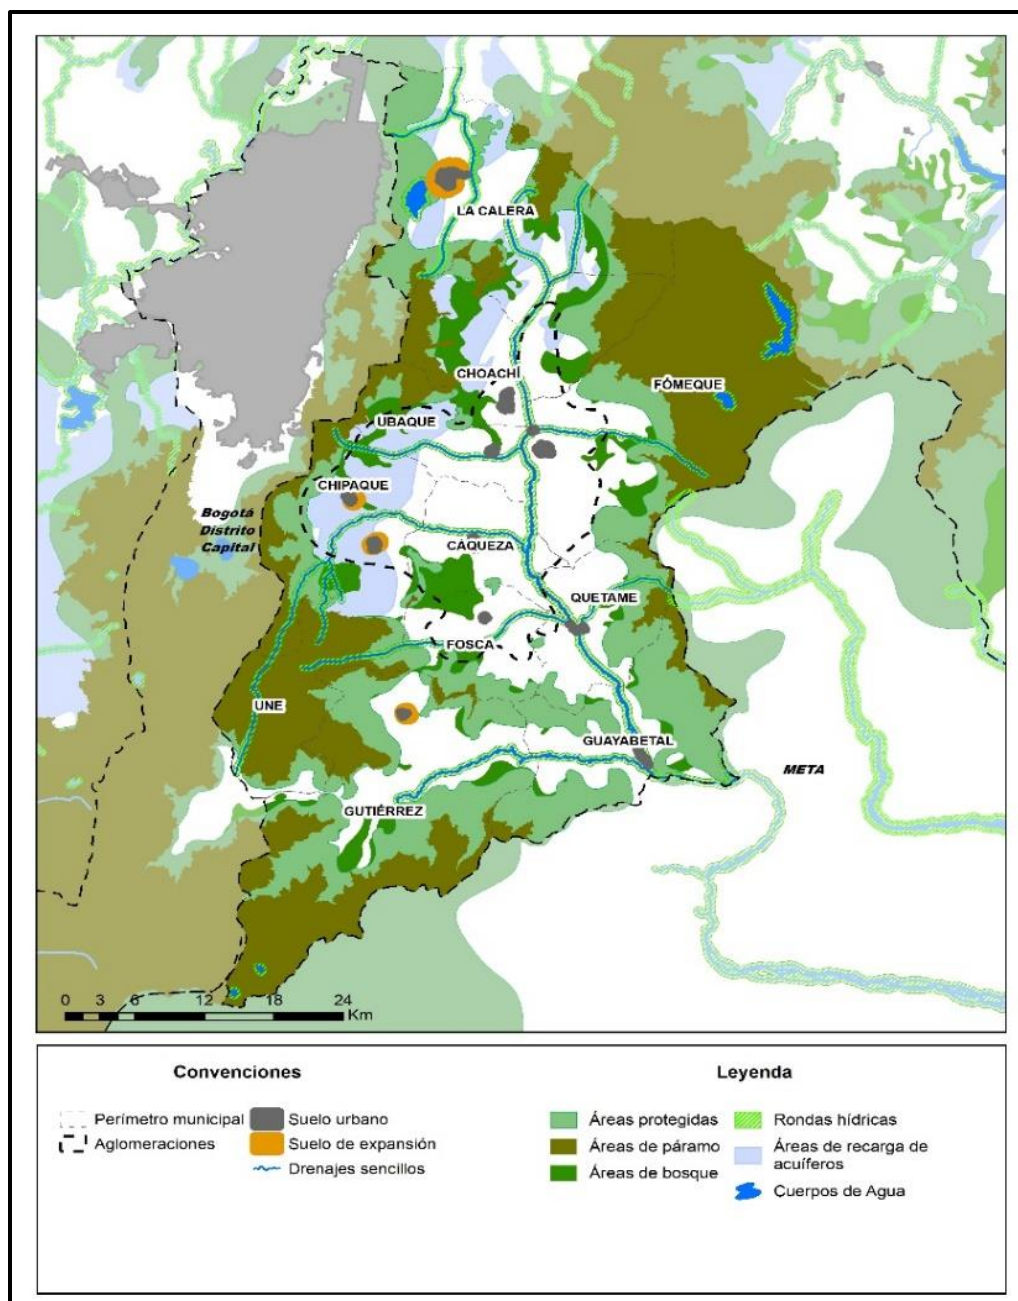 LA CALERA
CHOACHÍ
FÓMEQUE
UBAQUE
CHIPAQUE
Bogotá
Distrito
Capital
CÁQUEZA
QUETAME
FOSCA
UNE
GUAYABETAL
META
GUTIÉRREZ
0 3 6 12 18 24
Km
Convenciones
Perímetro municipal
Aglomeraciones
Suelo urbano
Suelo de expansión
Drenajes sencillos
Leyenda
Áreas protegidas
Áreas de páramo
Áreas de bosque
Rondas hídricas
Áreas de recarga de
acuíferos
Cuerpos de Agua